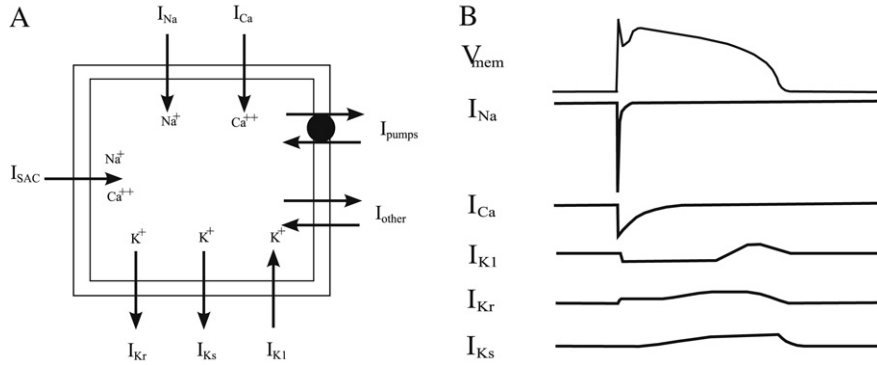 A
I_Na
I_Ca
Na+
Ca++
I_pumps
I_SAC
Na+
Ca++
I_other
K+
K+
K+
I_Kr
I_Ks
I_K1
B
V_mem
I_Na
I_Ca
I_K1
I_Kr
I_Ks